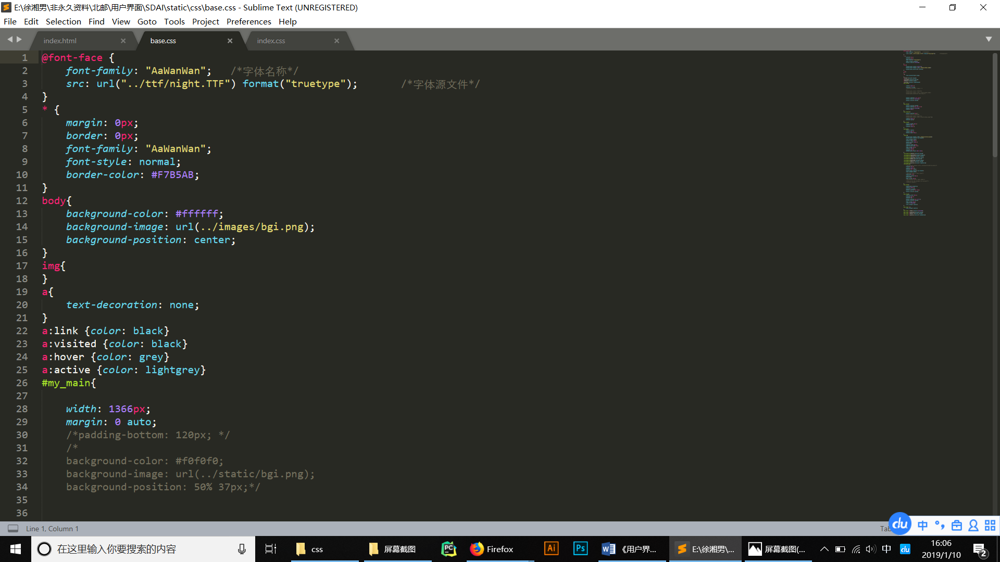 E:\徐湘男\非永久资料\北邮\用户界面\SDAI\static\css\base.css - Sublime Text (UNREGISTERED)
File Edit Selection Find View Goto Tools Project Preferences Help
index.html base.css index.css
1 @font-face {
2 font-family: "AaWanWan"; /*字体名称*/
3 src: url("../ttf/night.TTF") format("truetype"); /*字体源文件*/
4 }
5 * {
6 margin: 0px;
7 border: 0px;
8 font-family: "AaWanWan";
9 font-style: normal;
10 border-color: #F7B5AB;
11 }
12 body{
13 background-color: #ffffff;
14 background-image: url(../images/bgi.png);
15 background-position: center;
16 }
17 img{
18 }
19 a{
20 text-decoration: none;
21 }
22 a:link {color: black}
23 a:visited {color: black}
24 a:hover {color: grey}
25 a:active {color: lightgrey}
26 #my_main{
27
28 width: 1366px;
29 margin: 0 auto;
30 /*padding-bottom: 120px; */
31 /*
32 background-color: #f0f0f0;
33 background-image: url(../static/bgi.png);
34 background-position: 50% 37px;*/
35
36
Line 1, Column 1
du 中
在这里输入你要搜索的内容 css 屏幕截图 PC Firefox Ai Ps 《用户界... E:\徐湘男\... 屏幕截图(... 中 du
16:06
2019/1/10
2